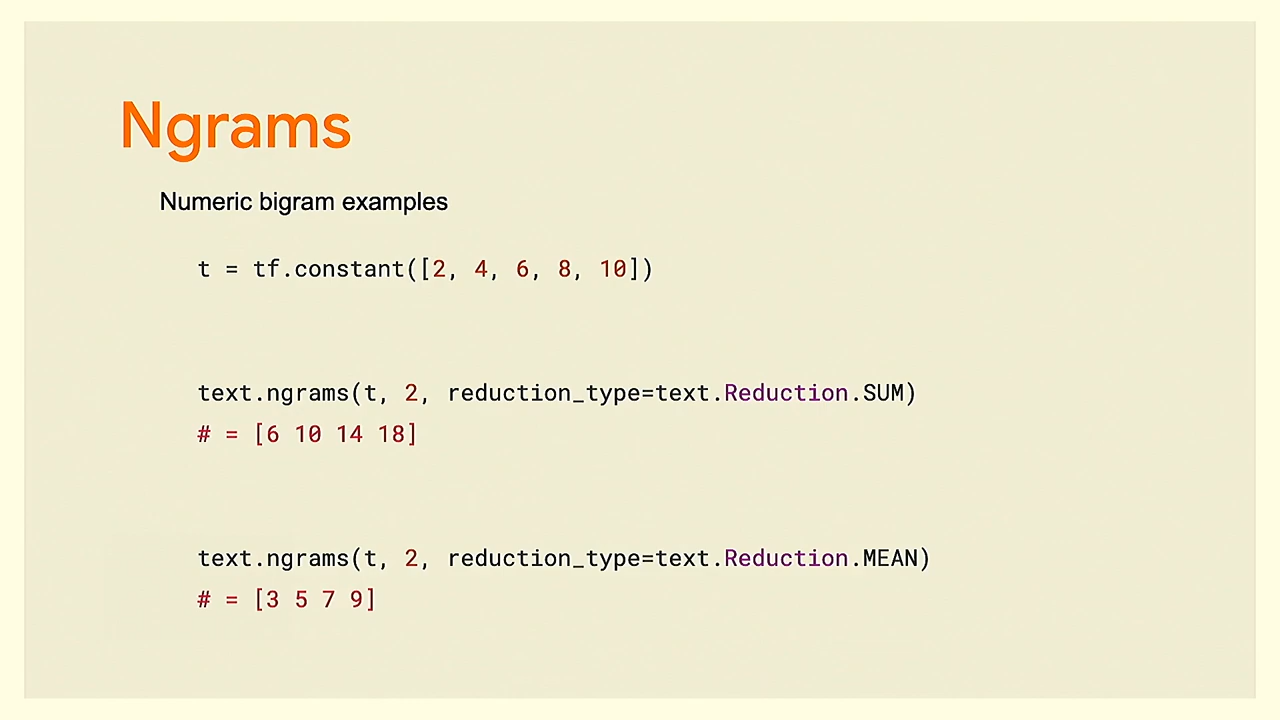 Ngrams
Numeric bigram examples
t = tf.constant([2, 4, 6, 8, 10])
text.ngrams(t, 2, reduction_type=text.Reduction.SUM)
# = [6 10 14 18]
text.ngrams(t, 2, reduction_type=text.Reduction.MEAN)
# = [3 5 7 9]